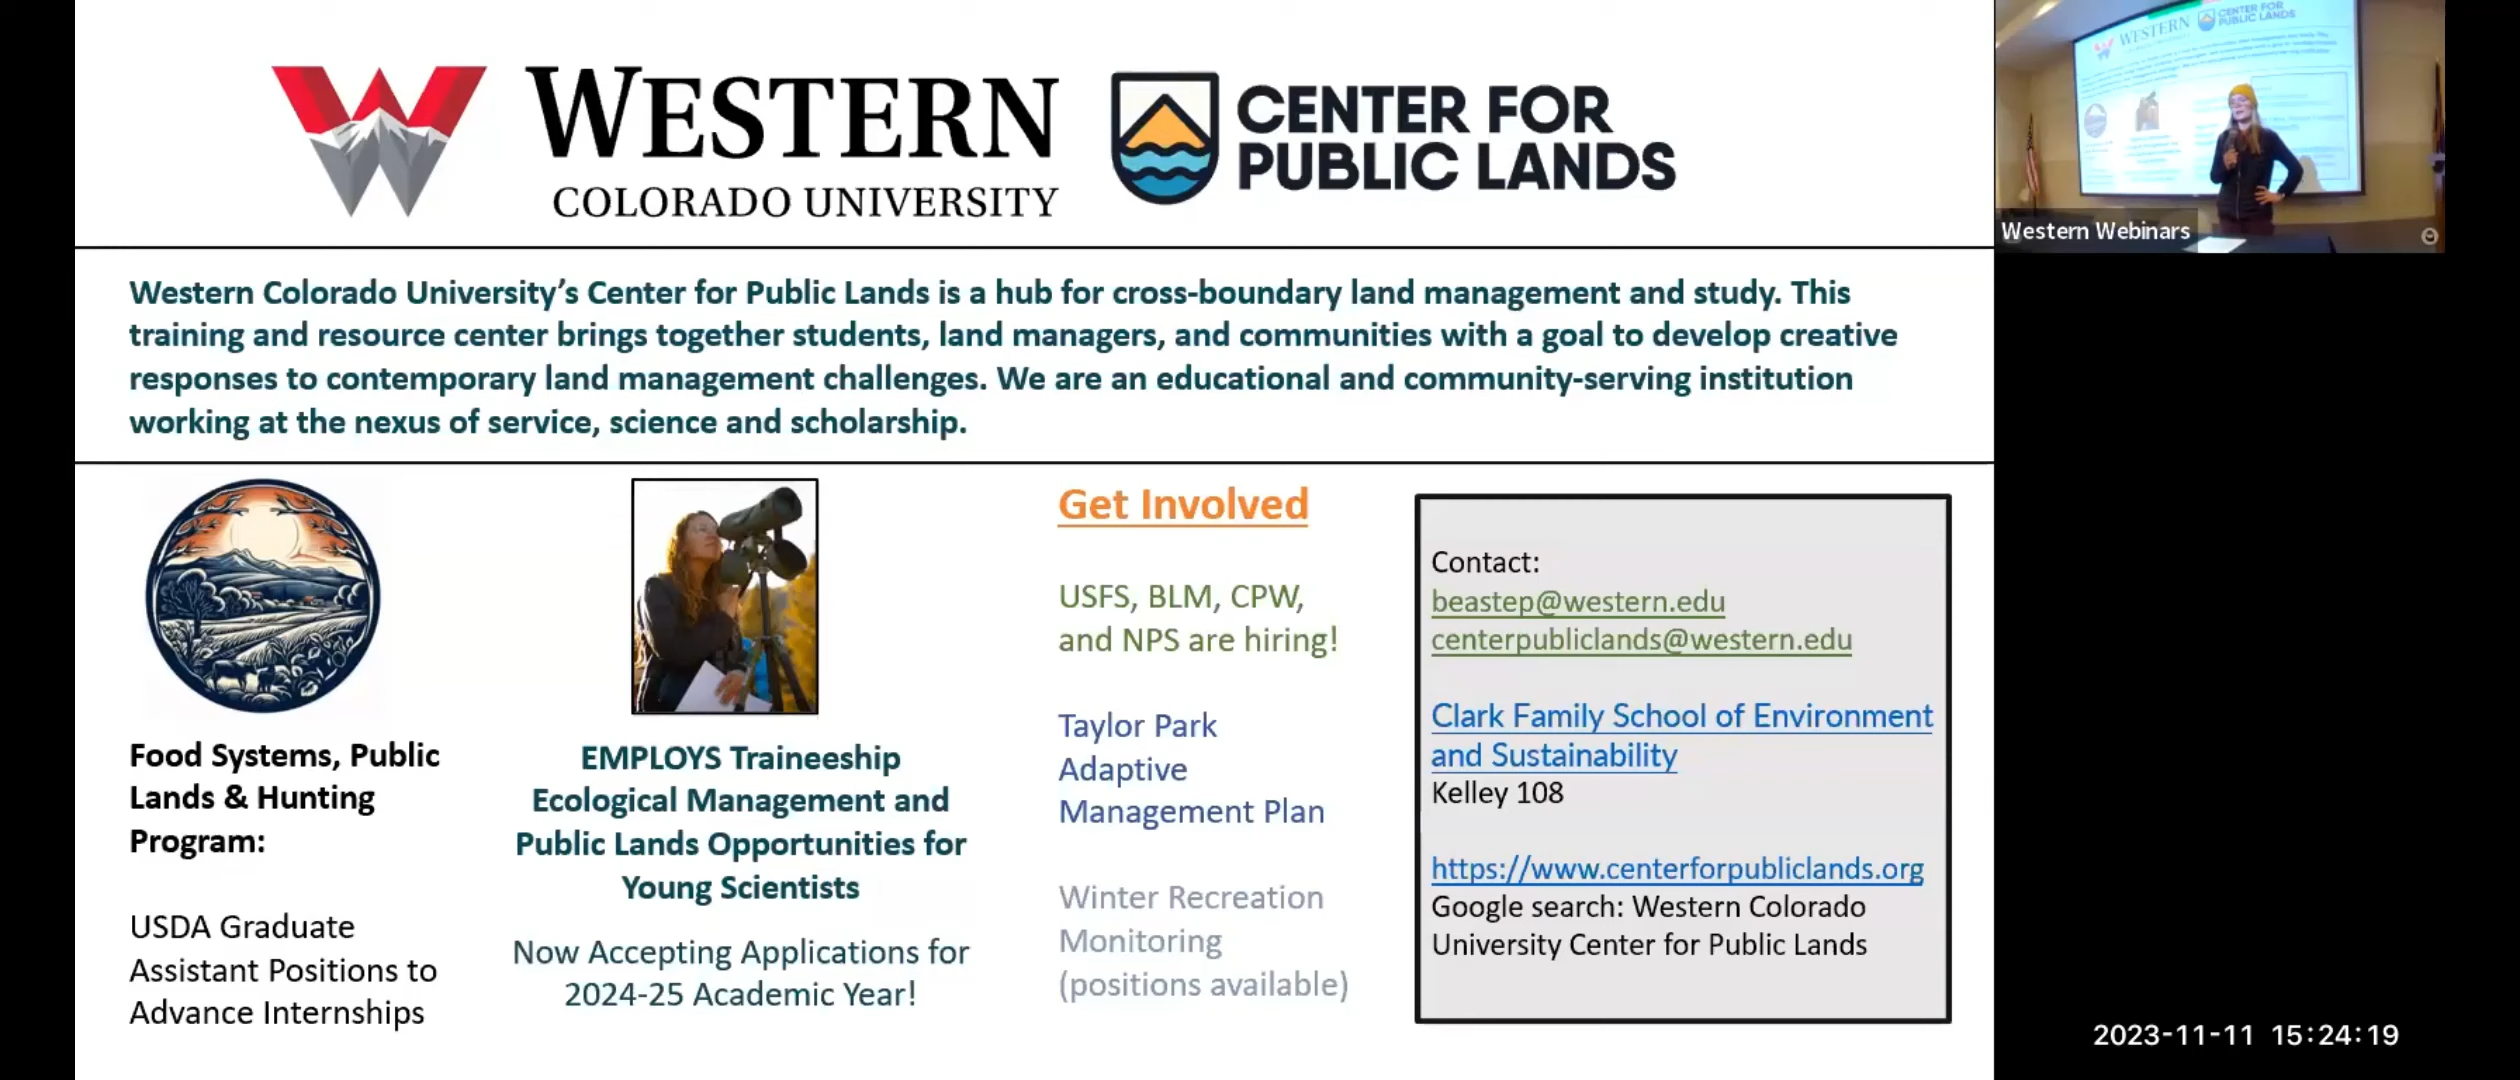 WESTERN
COLORADO UNIVERSITY
CENTER FOR
PUBLIC LANDS
WESTERN
CENTER FOR
PUBLIC LANDS
Western Webinars
Western Colorado University's Center for Public Lands is a hub for cross-boundary land management and study. This
training and resource center brings together students, land managers, and communities with a goal to develop creative
responses to contemporary land management challenges. We are an educational and community-serving institution
working at the nexus of service, science and scholarship.
Food Systems, Public
Lands & Hunting
Program:
USDA Graduate
Assistant Positions to
Advance Internships
EMPLOYS Traineeship
Ecological Management and
Public Lands Opportunities for
Young Scientists
Now Accepting Applications for
2024-25 Academic Year!
Get Involved
USFS, BLM, CPW,
and NPS are hiring!
Taylor Park
Adaptive
Management Plan
Winter Recreation
Monitoring
(positions available)
Contact:
beastep@western.edu
centerpubliclands@western.edu
Clark Family School of Environment
and Sustainability
Kelley 108
https://www.centerforpubliclands.org
Google search: Western Colorado
University Center for Public Lands
2023-11-11 15:24:19